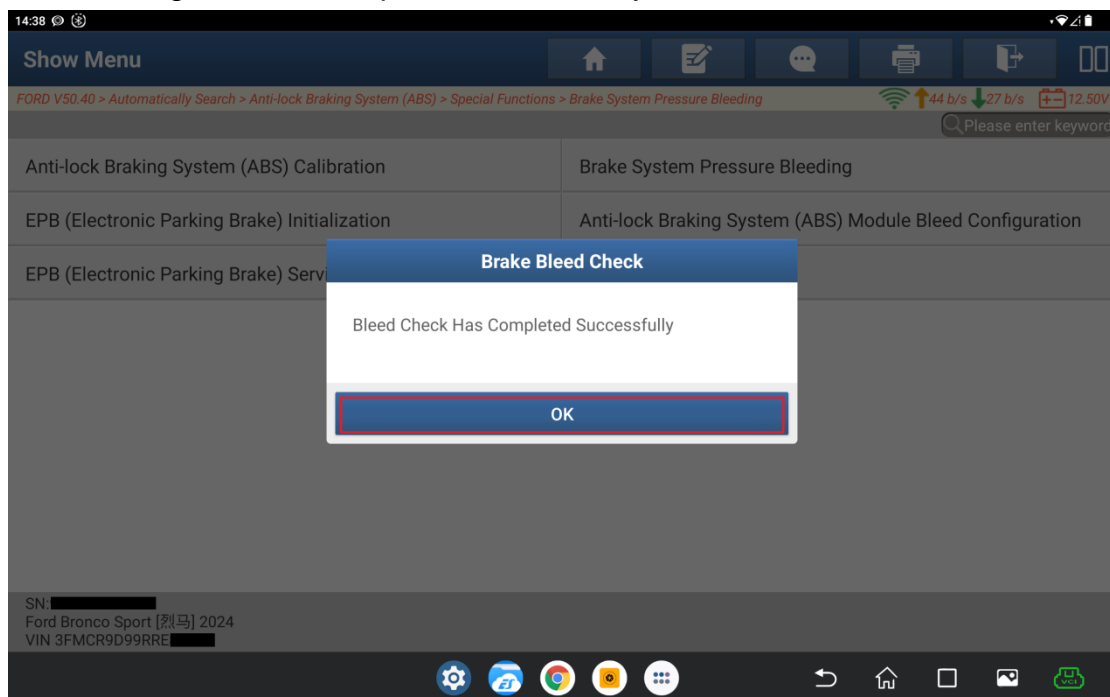 14:38
Show Menu
FORD V50.40 > Automatically Search > Anti-lock Braking System (ABS) > Special Functions > Brake System Pressure Bleeding
44 b/s 27 b/s 12.50V
Please enter keyword
Anti-lock Braking System (ABS) Calibration
Brake System Pressure Bleeding
EPB (Electronic Parking Brake) Initialization
Anti-lock Braking System (ABS) Module Bleed Configuration
EPB (Electronic Parking Brake) Servi
Brake Bleed Check
Bleed Check Has Completed Successfully
OK
SN:
Ford Bronco Sport [烈马] 2024
VIN 3FMCR9D99RRE
ES
VCI